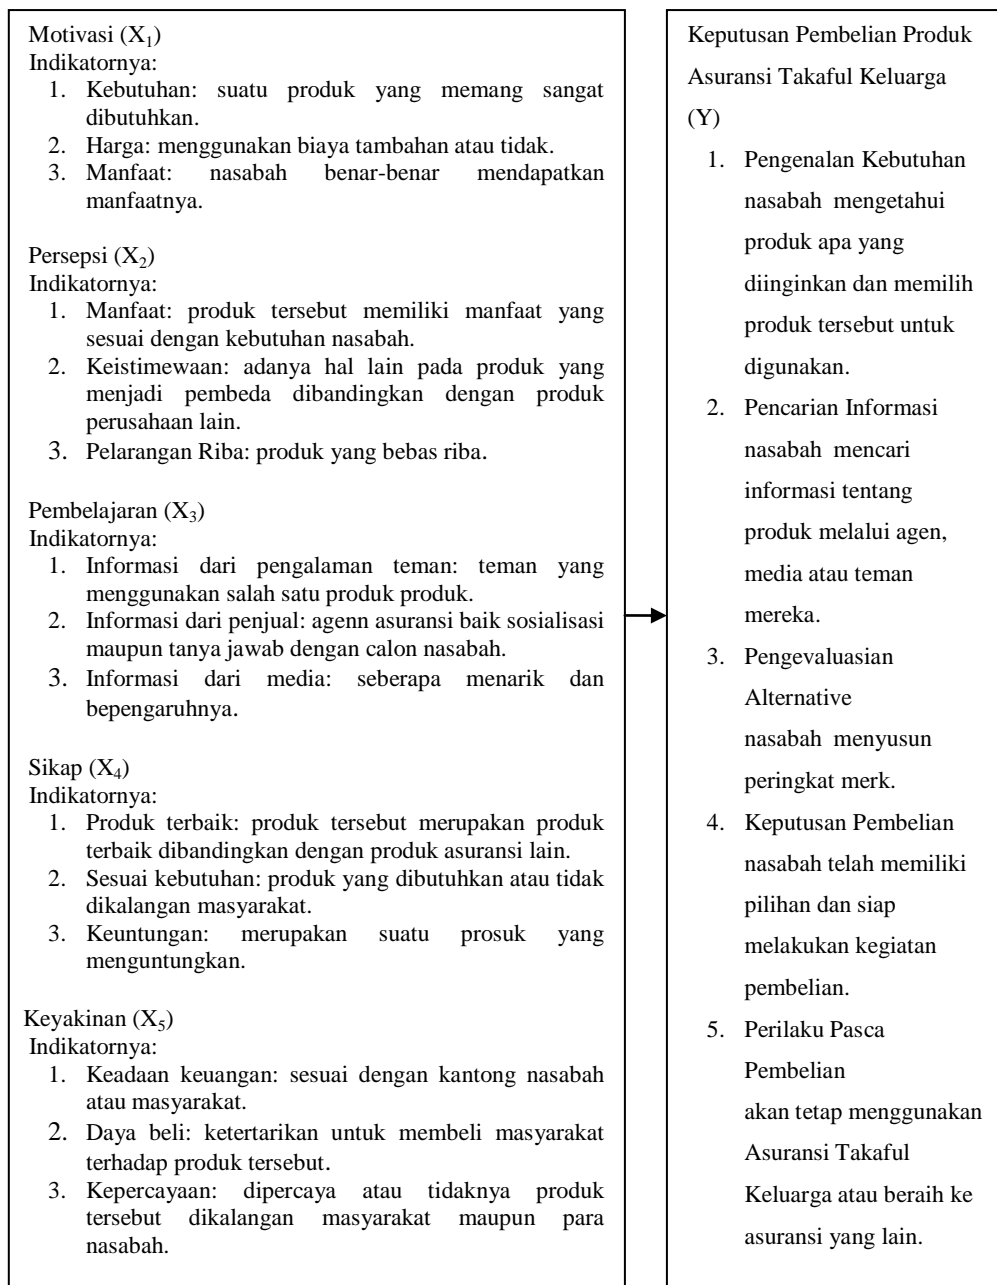 Motivasi (X₁)
Indikatornya:
1. Kebutuhan: suatu produk yang memang sangat
dibutuhkan.
2. Harga: menggunakan biaya tambahan atau tidak.
3. Manfaat: nasabah benar-benar mendapatkan
manfaatnya.
Persepsi (X₂)
Indikatornya:
1. Manfaat: produk tersebut memiliki manfaat yang
sesuai dengan kebutuhan nasabah.
2. Keistimewaan: adanya hal lain pada produk yang
menjadi pembeda dibandingkan dengan produk
perusahaan lain.
3. Pelarangan Riba: produk yang bebas riba.
Pembelajaran (X₃)
Indikatornya:
1. Informasi dari pengalaman teman: teman yang
menggunakan salah satu produk produk.
2. Informasi dari penjual: agenn asuransi baik sosialisasi
maupun tanya jawab dengan calon nasabah.
3. Informasi dari media: seberapa menarik dan
bepengaruhnya.
Sikap (X₄)
Indikatornya:
1. Produk terbaik: produk tersebut merupakan produk
terbaik dibandingkan dengan produk asuransi lain.
2. Sesuai kebutuhan: produk yang dibutuhkan atau tidak
dikalangan masyarakat.
3. Keuntungan: merupakan suatu prosuk yang
menguntungkan.
Keyakinan (X₅)
Indikatornya:
1. Keadaan keuangan: sesuai dengan kantong nasabah
atau masyarakat.
2. Daya beli: ketertarikan untuk membeli masyarakat
terhadap produk tersebut.
3. Kepercayaan: dipercaya atau tidaknya produk
tersebut dikalangan masyarakat maupun para
nasabah.
Keputusan Pembelian Produk
Asuransi Takaful Keluarga
(Y)
1. Pengenalan Kebutuhan
nasabah mengetahui
produk apa yang
diinginkan dan memilih
produk tersebut untuk
digunakan.
2. Pencarian Informasi
nasabah mencari
informasi tentang
produk melalui agen,
media atau teman
mereka.
3. Pengevaluasian
Alternative
nasabah menyusun
peringkat merk.
4. Keputusan Pembelian
nasabah telah memiliki
pilihan dan siap
melakukan kegiatan
pembelian.
5. Perilaku Pasca
Pembelian
akan tetap menggunakan
Asuransi Takaful
Keluarga atau beraih ke
asuransi yang lain.